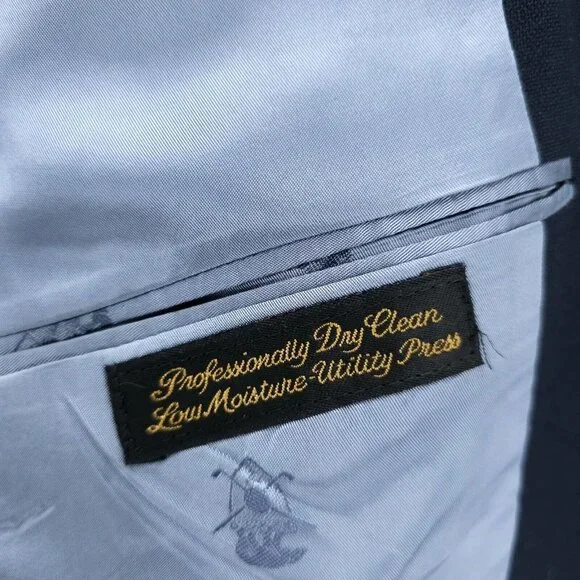 Professionally Dry Clean
Low Moisture-Utility Press